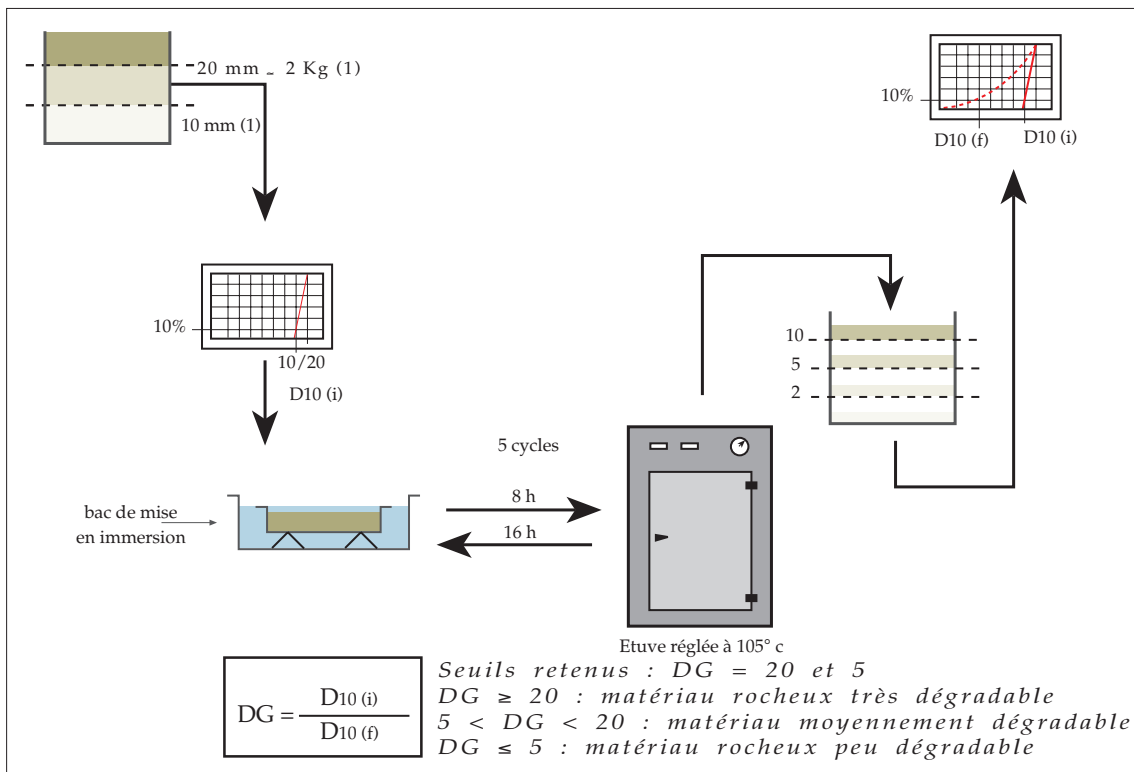 20 mm ~ 2 Kg (1)
10 mm (1)
10%
10/20
D10 (i)
10%
D10 (f)
D10 (i)
10
5
2
bac de mise
en immersion
5 cycles
8 h
16 h
Etuve réglée à 105° c
DG = D10 (i)
D10 (f)
Seuils retenus : DG = 20 et 5
DG ≥ 20 : matériau rocheux très dégradable
5 < DG < 20 : matériau moyennement dégradable
DG ≤ 5 : matériau rocheux peu dégradable